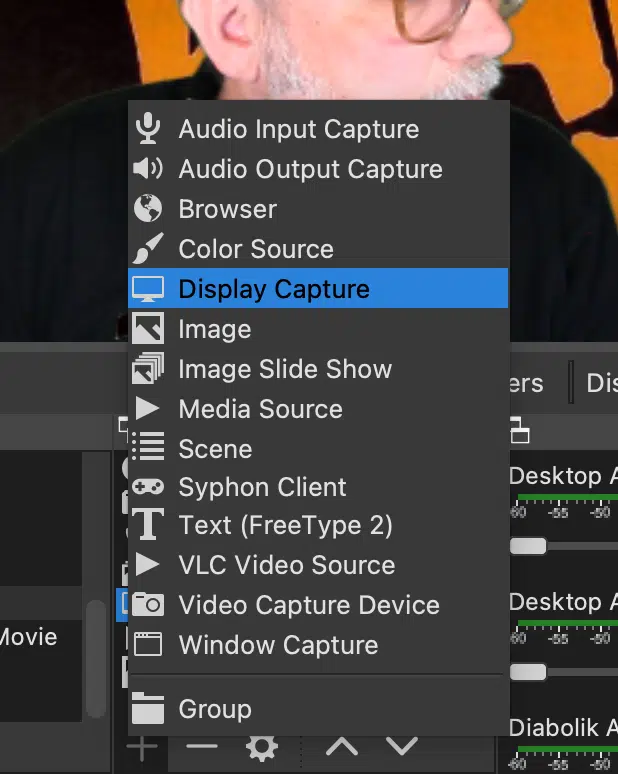 Audio Input Capture
Audio Output Capture
Browser
Color Source
Display Capture
Image
Image Slide Show
Media Source
Scene
Syphon Client
Text (FreeType 2)
VLC Video Source
Video Capture Device
Window Capture
Group
ers
Dis
Movie
Desktop A
-60 -55 -50
Desktop A
-60 -55 -50
Diabolik A
-60 -55 -50